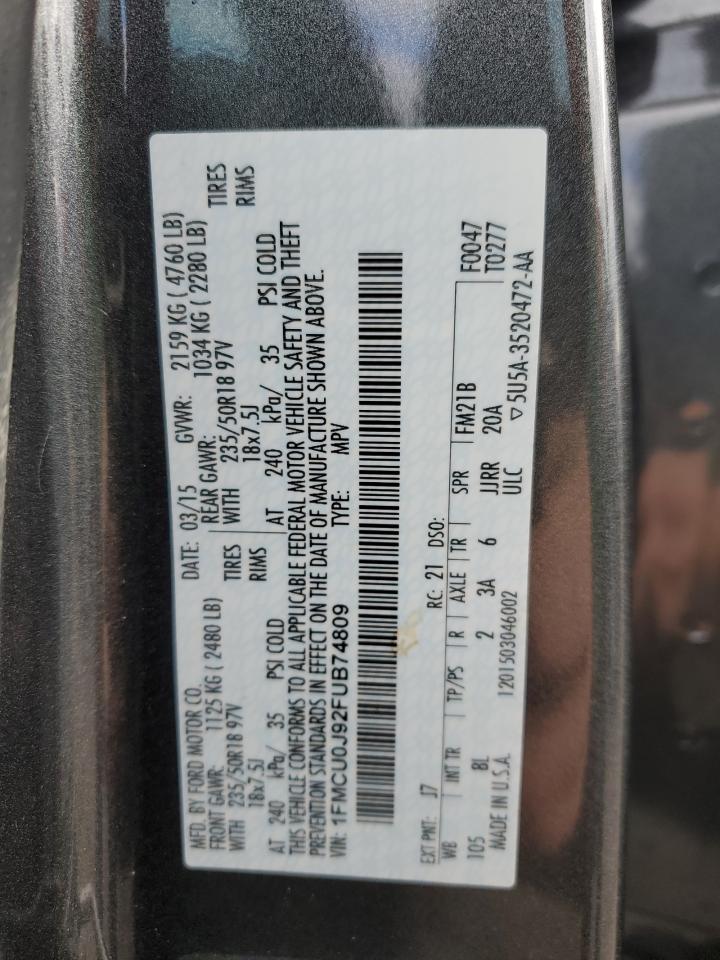 MFD. BY FORD MOTOR CO.
DATE: 03/15 GVWR: 2159 KG ( 4760 LB)
FRONT GAWR: 1125 KG ( 2480 LB) REAR GAWR: 1034 KG ( 2280 LB)
WITH 235/50R18 97V TIRES WITH 235/50R18 97V TIRES
18x7.5J RIMS 18x7.5J RIMS
AT 240 kPa/ 35 PSI COLD AT 240 kPa/ 35 PSI COLD
THIS VEHICLE CONFORMS TO ALL APPLICABLE FEDERAL MOTOR VEHICLE SAFETY AND THEFT
PREVENTION STANDARDS IN EFFECT ON THE DATE OF MANUFACTURE SHOWN ABOVE.
VIN: 1FMCU0J92FUB74809 TYPE: MPV
EXT PNT: J7 RC: 21 DSO:
WB INT TR TP/PS R AXLE TR SPR FM21B F0047
105 8L 2 3A 6 JJRR 20A T0277
MADE IN U.S.A. 1201503046002 ULC ▽5U5A-3520472-AA